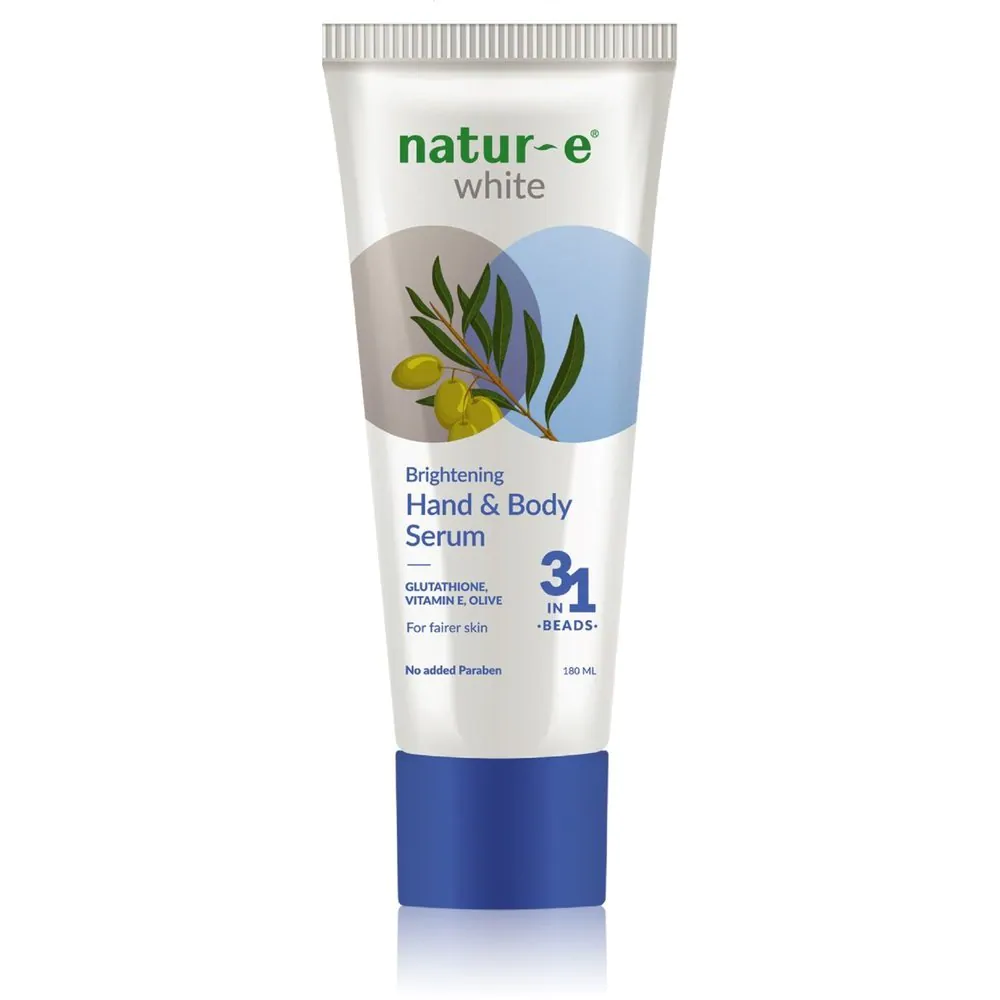 natur-e®
white
Brightening
Hand & Body
Serum
GLUTATHIONE,
VITAMIN E, OLIVE
For fairer skin
3 IN 1
·BEADS·
No added Paraben
180 ML